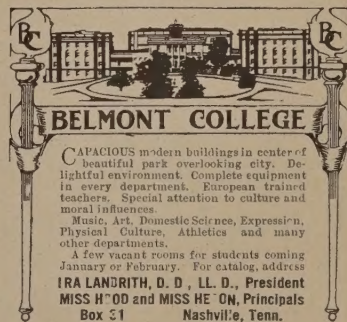 BC BC
BELMONT COLLEGE
CAPACIOUS modern buildings in center of
beautiful park overlooking city. De-
lightful environment. Complete equipment
in every department. European trained
teachers. Special attention to culture and
moral influences.
Music, Art, Domestic Science, Expression,
Physical Culture, Athletics and many
other departments.
A few vacant rooms for students coming
January or February. For catalog, address
IRA LANDRITH, D. D., LL. D., President
MISS HOOD and MISS HERON, Principals
Box 31 Nashville, Tenn.